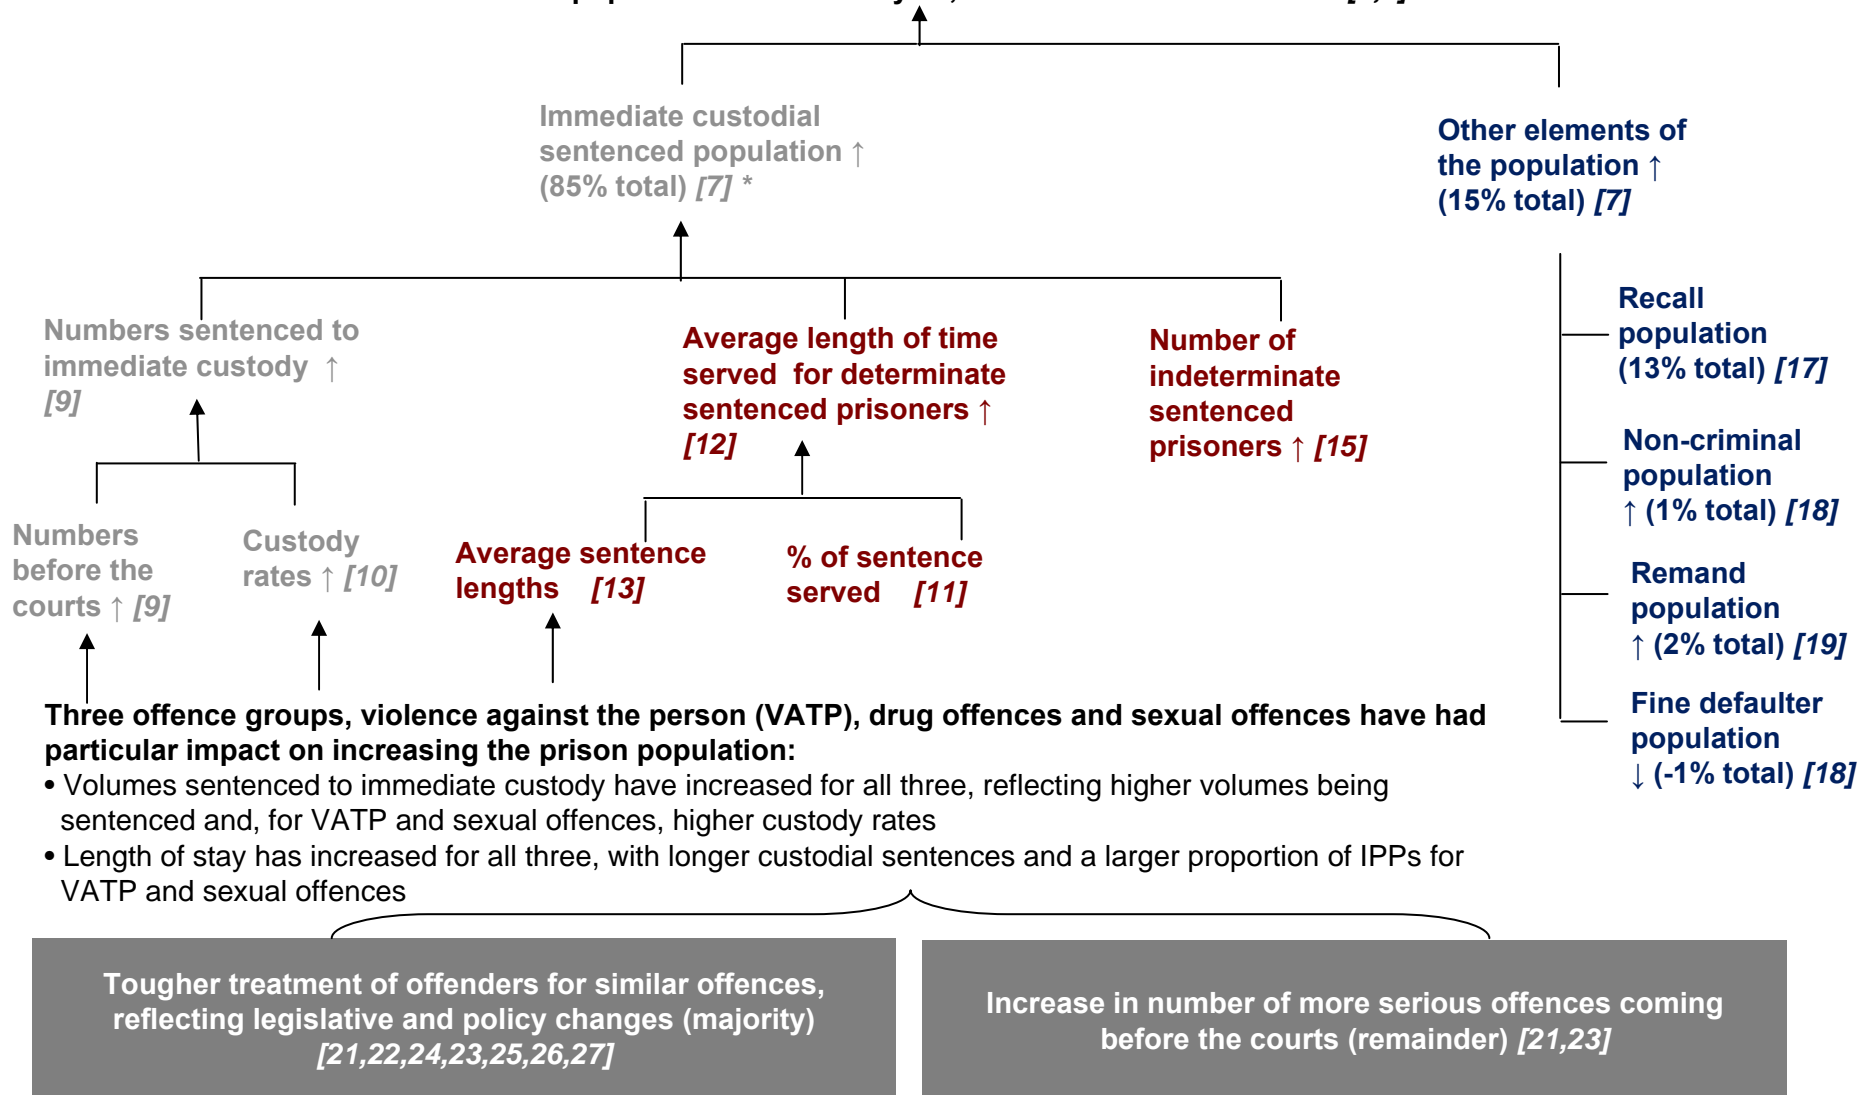 Immediate custodial
sentenced population ↑
(85% total) [7] *
Other elements of
the population ↑
(15% total) [7]
Numbers sentenced to
immediate custody ↑
[9]
Average length of time
served for determinate
sentenced prisoners ↑
[12]
Number of
indeterminate
sentenced
prisoners ↑ [15]
Recall
population
(13% total) [17]
Non-criminal
population
↑ (1% total) [18]
Numbers
before the
courts ↑ [9]
Custody
rates ↑ [10]
Average sentence
lengths [13]
% of sentence
served [11]
Remand
population
↑ (2% total) [19]
Fine defaulter
population
↓ (-1% total) [18]
Three offence groups, violence against the person (VATP), drug offences and sexual offences have had
particular impact on increasing the prison population:
• Volumes sentenced to immediate custody have increased for all three, reflecting higher volumes being
sentenced and, for VATP and sexual offences, higher custody rates
• Length of stay has increased for all three, with longer custodial sentences and a larger proportion of IPPs for
VATP and sexual offences
Tougher treatment of offenders for similar offences,
reflecting legislative and policy changes (majority)
[21,22,24,23,25,26,27]
Increase in number of more serious offences coming
before the courts (remainder) [21,23]